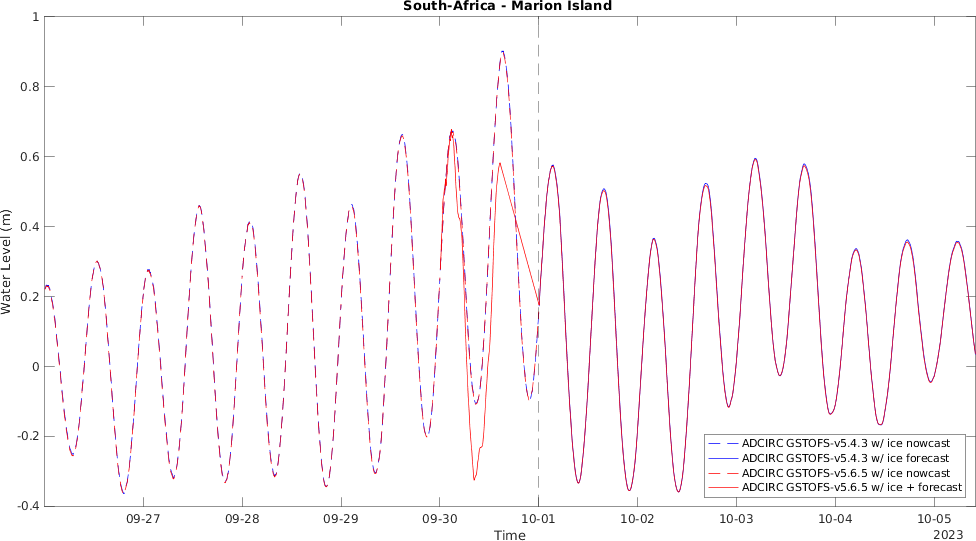 South-Africa - Marion Island
Water Level (m)
1
0.8
0.6
0.4
0.2
0
-0.2
-0.4
09-27
09-28
09-29
09-30
10-01
10-02
10-03
10-04
10-05
2023
Time
ADCIRC GSTOFS-v5.4.3 w/ ice nowcast
ADCIRC GSTOFS-v5.4.3 w/ ice forecast
ADCIRC GSTOFS-v5.6.5 w/ ice nowcast
ADCIRC GSTOFS-v5.6.5 w/ ice + forecast